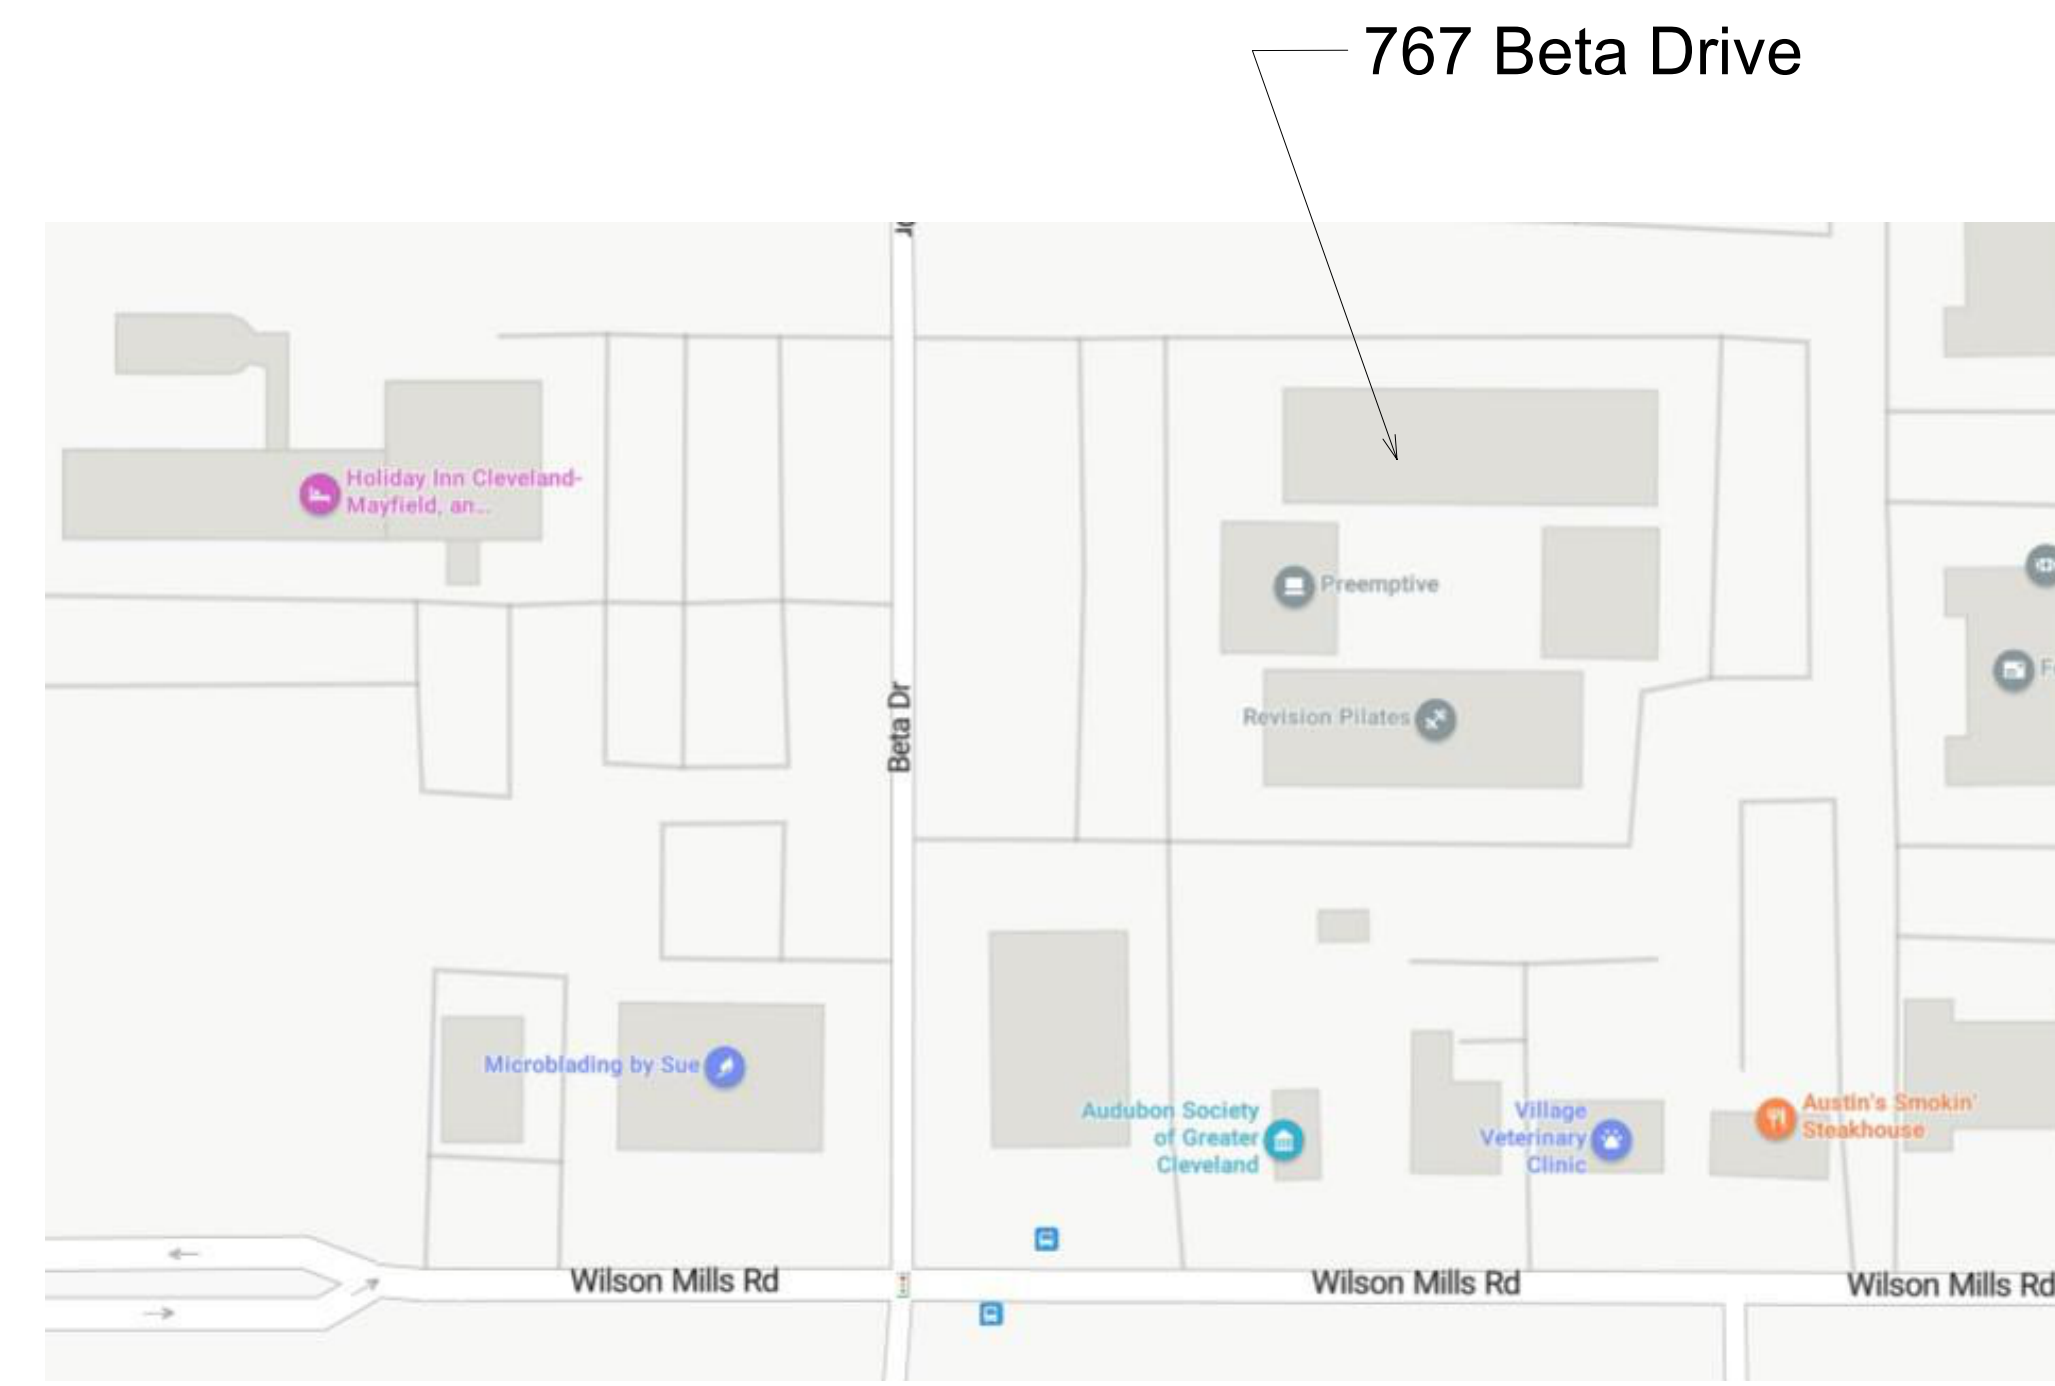 767 Beta Drive
Holiday Inn Cleveland-
Mayfield, an...
Preemptive
Beta Dr
Revision Pilates
Microblading by Sue
Audubon Society
of Greater
Cleveland
Village
Veterinary
Clinic
Austin's Smokin'
Steakhouse
Wilson Mills Rd
Wilson Mills Rd
Wilson Mills Rd